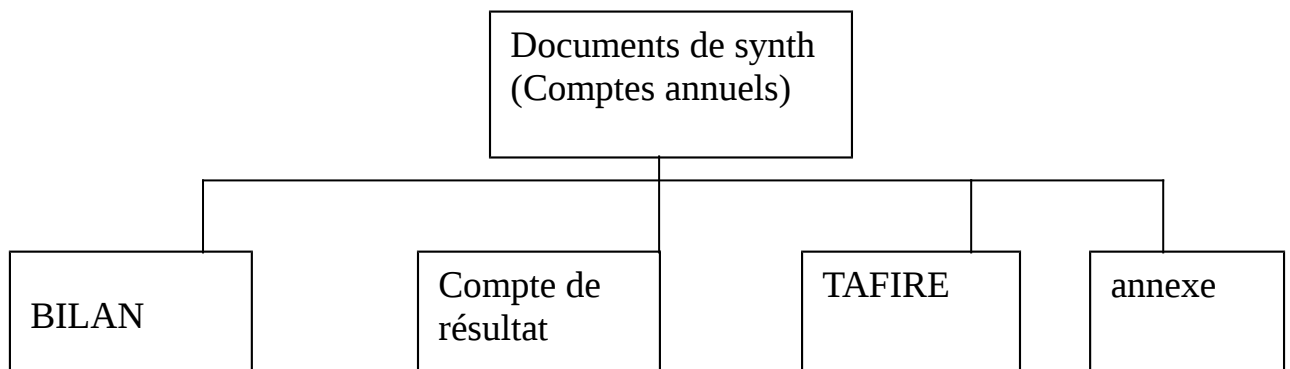 Documents de synth
(Comptes annuels)
BILAN
Compte de
résultat
TAFIRE
annexe